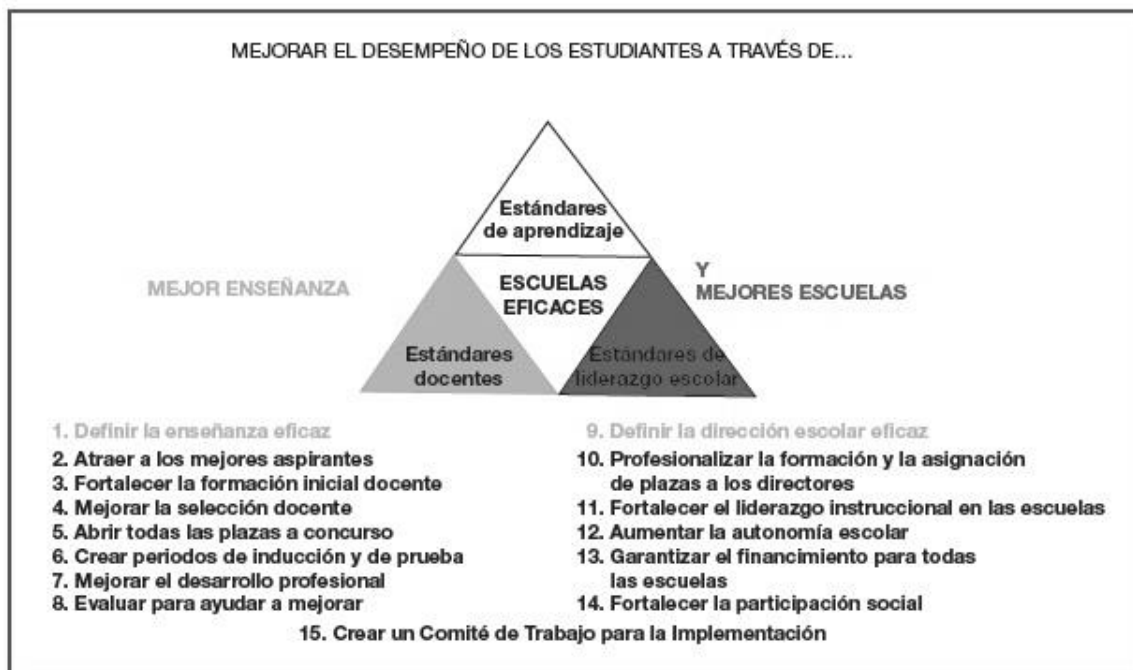 MEJORAR EL DESEMPEÑO DE LOS ESTUDIANTES A TRAVÉS DE...
Estándares
de aprendizaje
MEJOR ENSEÑANZA
ESCUELAS
EFICACES
Y
MEJORES ESCUELAS
Estándares
docentes
Estándares de
liderazgo escolar
1. Definir la enseñanza eficaz
2. Atraer a los mejores aspirantes
3. Fortalecer la formación inicial docente
4. Mejorar la selección docente
5. Abrir todas las plazas a concurso
6. Crear periodos de inducción y de prueba
7. Mejorar el desarrollo profesional
8. Evaluar para ayudar a mejorar
9. Definir la dirección escolar eficaz
10. Profesionalizar la formación y la asignación
de plazas a los directores
11. Fortalecer el liderazgo instruccional en las escuelas
12. Aumentar la autonomía escolar
13. Garantizar el financimiento para todas
las escuelas
14. Fortalecer la participación social
15. Crear un Comité de Trabajo para la Implementación